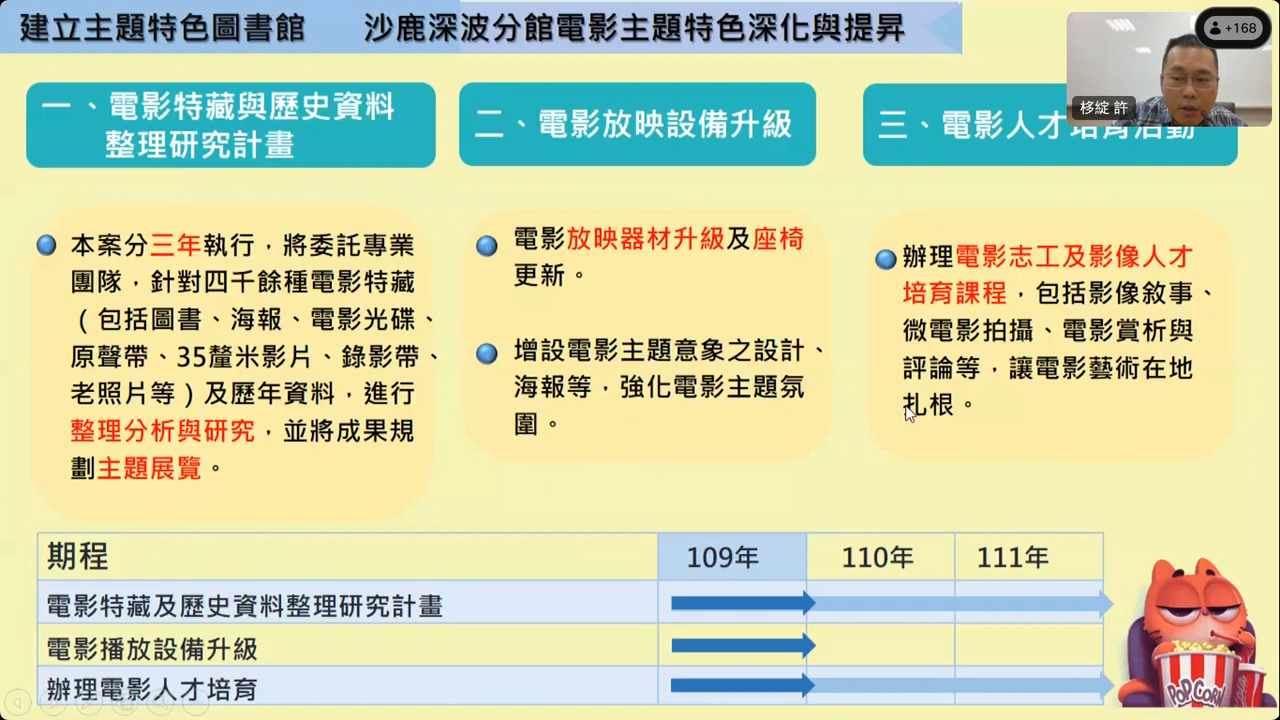 建立主題特色圖書館 沙鹿深波分館電影主題特色深化與提昇
+168
移綻 許
一、電影特藏與歷史資料
整理研究計畫
二、電影放映設備升級
三、電影人才培育活動
本案分三年執行，將委託專業
團隊，針對四千餘種電影特藏
（包括圖書、海報、電影光碟、
原聲帶、35釐米影片、錄影帶、
老照片等）及歷年資料，進行
整理分析與研究，並將成果規
劃主題展覽。
電影放映器材升級及座椅
更新。
增設電影主題意象之設計、
海報等，強化電影主題氛
圍。
辦理電影志工及影像人才
培育課程，包括影像敘事、
微電影拍攝、電影賞析與
評論等，讓電影藝術在地
扎根。
期程 109年 110年 111年
電影特藏及歷史資料整理研究計畫
電影播放設備升級
辦理電影人才培育
POPCORN